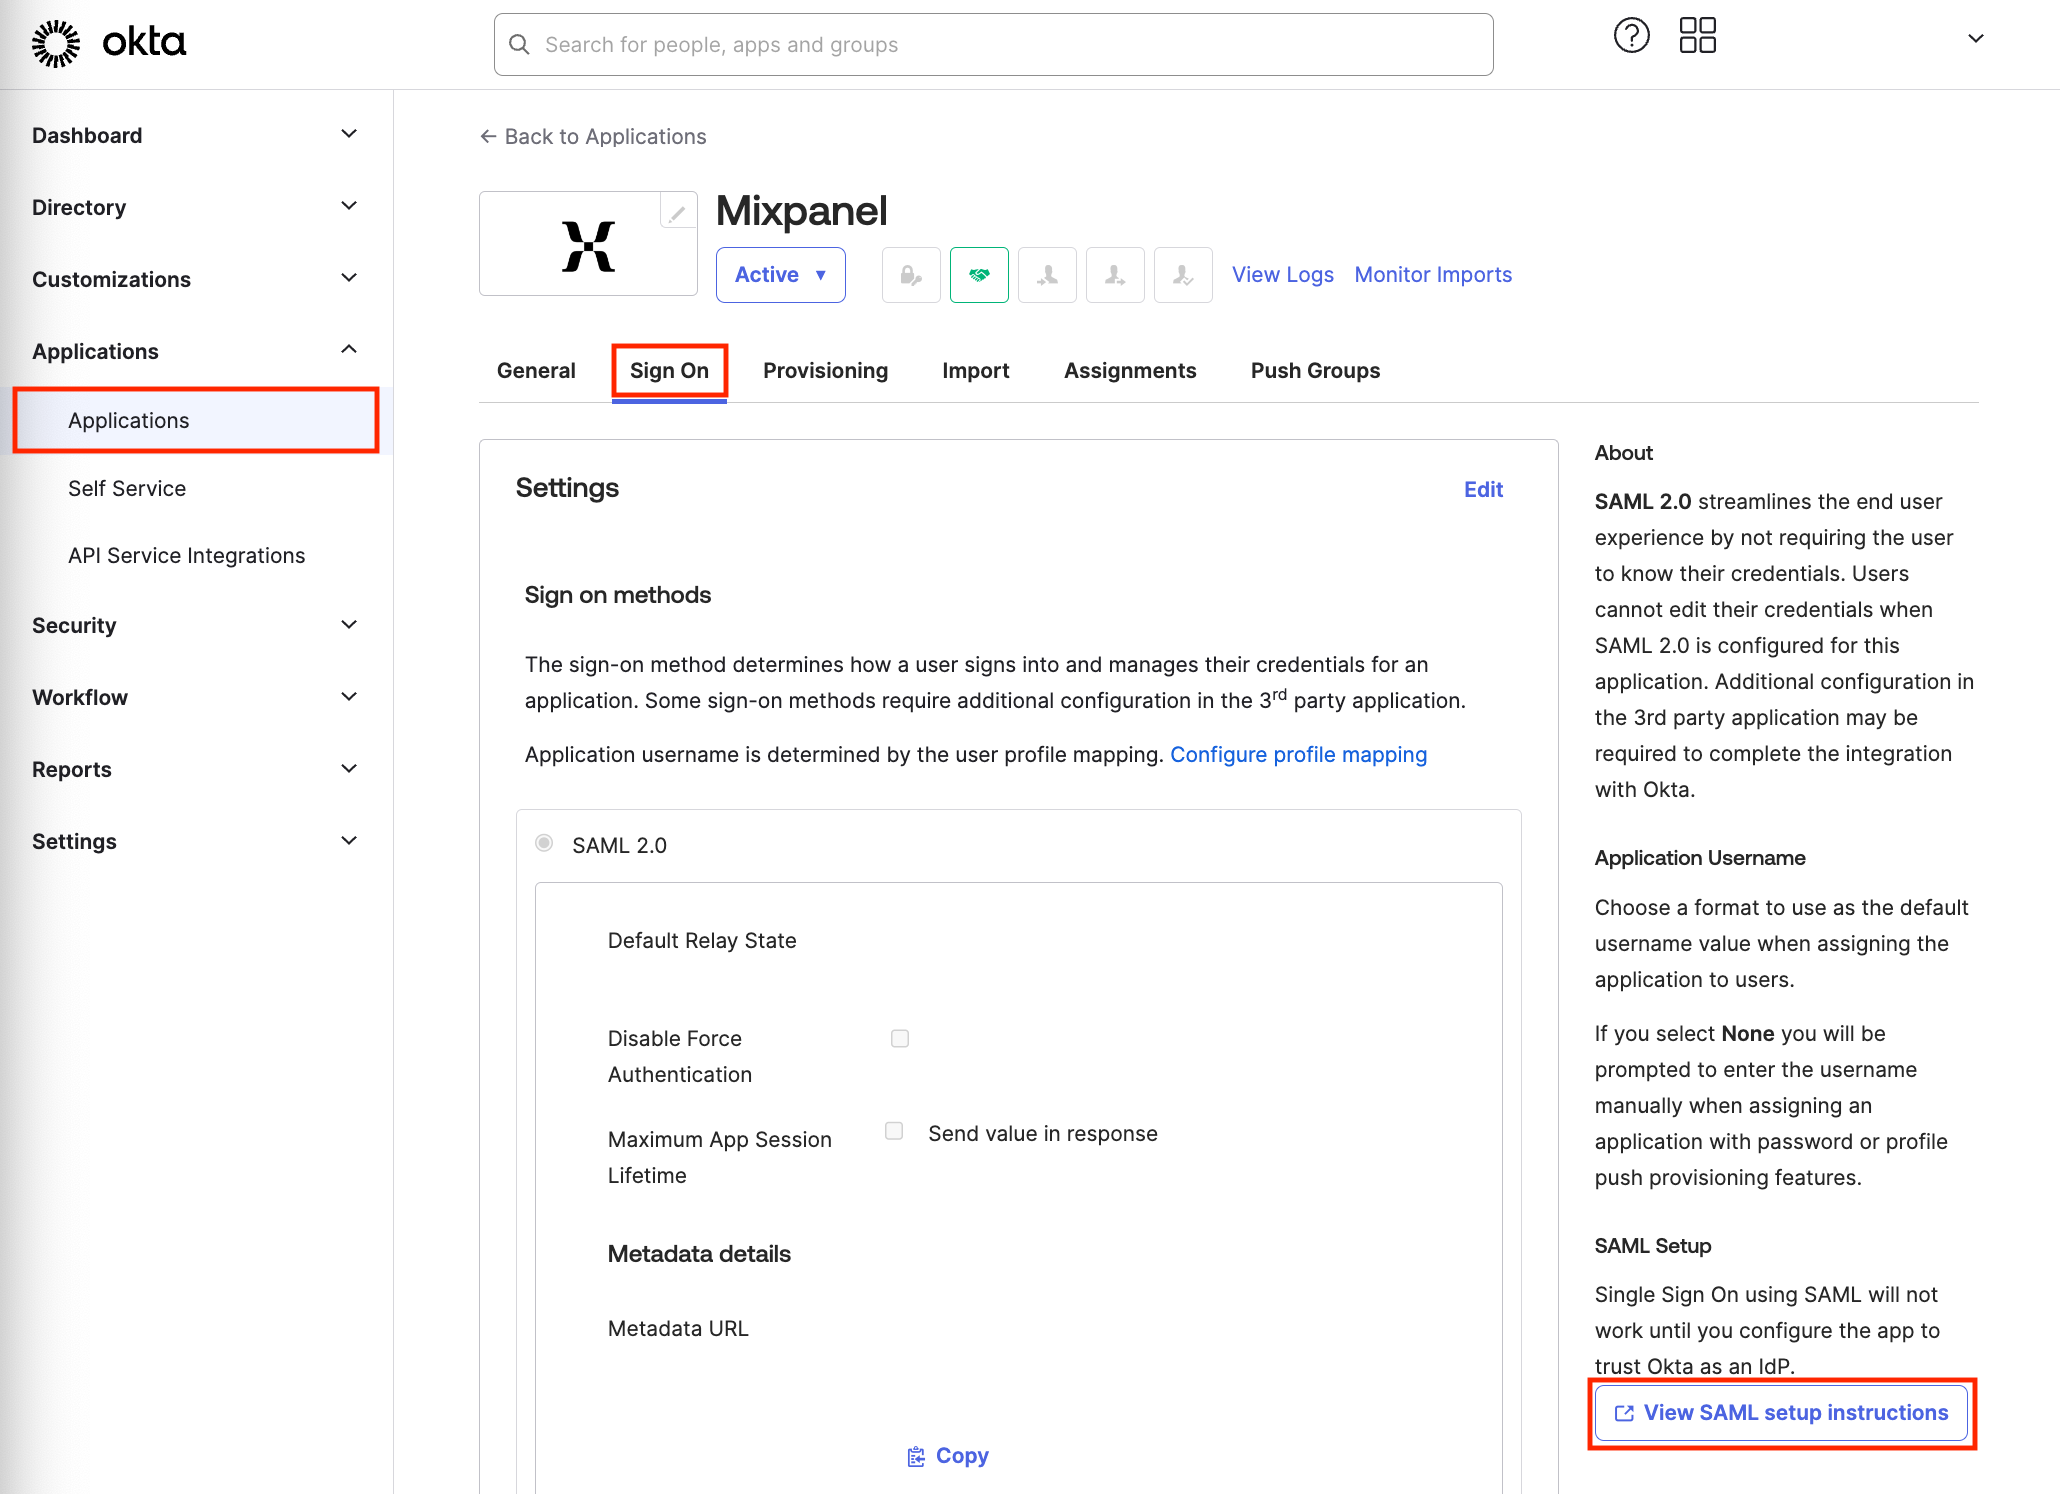 okta
Search for people, apps and groups
Dashboard
Directory
Customizations
Applications
Applications
Self Service
API Service Integrations
Security
Workflow
Reports
Settings
← Back to Applications
Mixpanel
Active ▼
View Logs
Monitor Imports
General
Sign On
Provisioning
Import
Assignments
Push Groups
Settings
Edit
Sign on methods
The sign-on method determines how a user signs into and manages their credentials for an
application. Some sign-on methods require additional configuration in the 3rd party application.
Application username is determined by the user profile mapping. Configure profile mapping
SAML 2.0
Default Relay State
Disable Force
Authentication
Maximum App Session
Lifetime
Send value in response
Metadata details
Metadata URL
Copy
About
SAML 2.0 streamlines the end user
experience by not requiring the user
to know their credentials. Users
cannot edit their credentials when
SAML 2.0 is configured for this
application. Additional configuration in
the 3rd party application may be
required to complete the integration
with Okta.
Application Username
Choose a format to use as the default
username value when assigning the
application to users.
If you select None you will be
prompted to enter the username
manually when assigning an
application with password or profile
push provisioning features.
SAML Setup
Single Sign On using SAML will not
work until you configure the app to
trust Okta as an IdP.
View SAML setup instructions